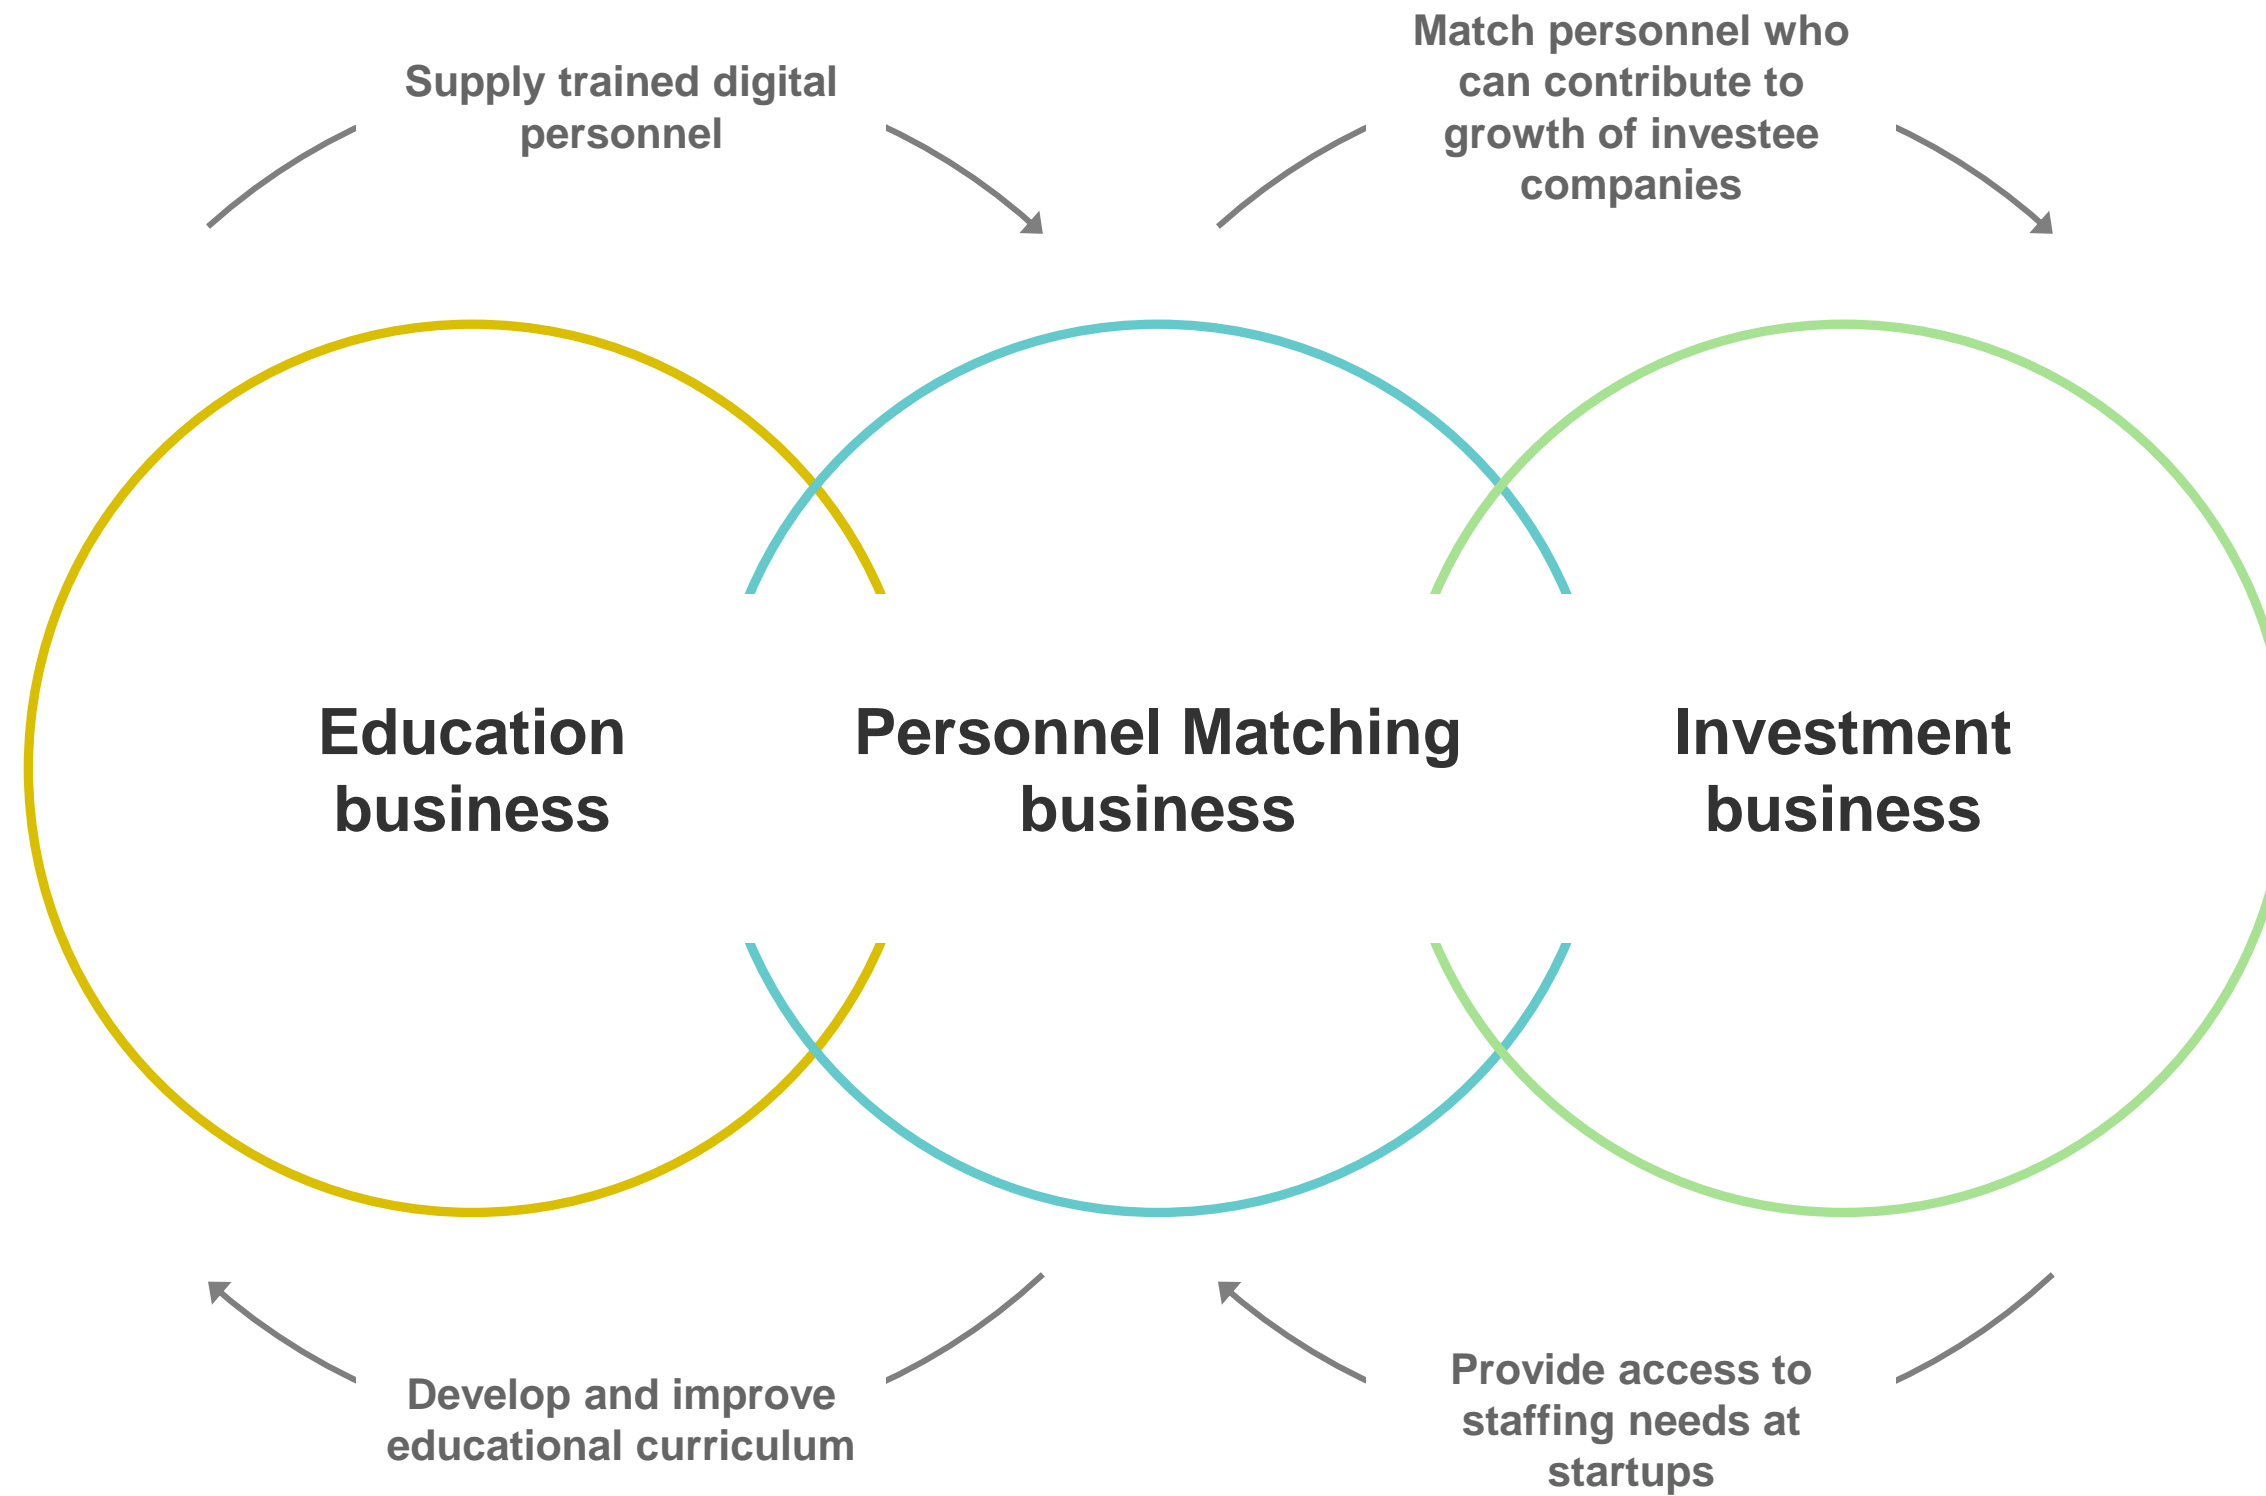 Supply trained digital
personnel
Match personnel who
can contribute to
growth of investee
companies
Education
business
Personnel Matching
business
Investment
business
Develop and improve
educational curriculum
Provide access to
staffing needs at
startups